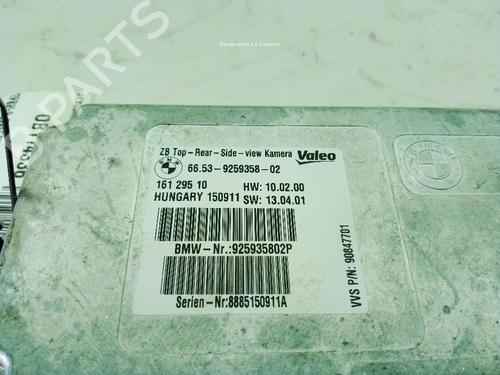 Desguaces La Cabaña
B-PARTS
ZB Top-Rear-Side-view Kamera Valeo
66.53-9259358-02
161 295 10 HW: 10.02.00
HUNGARY 150911 SW: 13.04.01
BMW-Nr.:925935802P
Serien-Nr:8885150911A
VVS P/N: 90847701